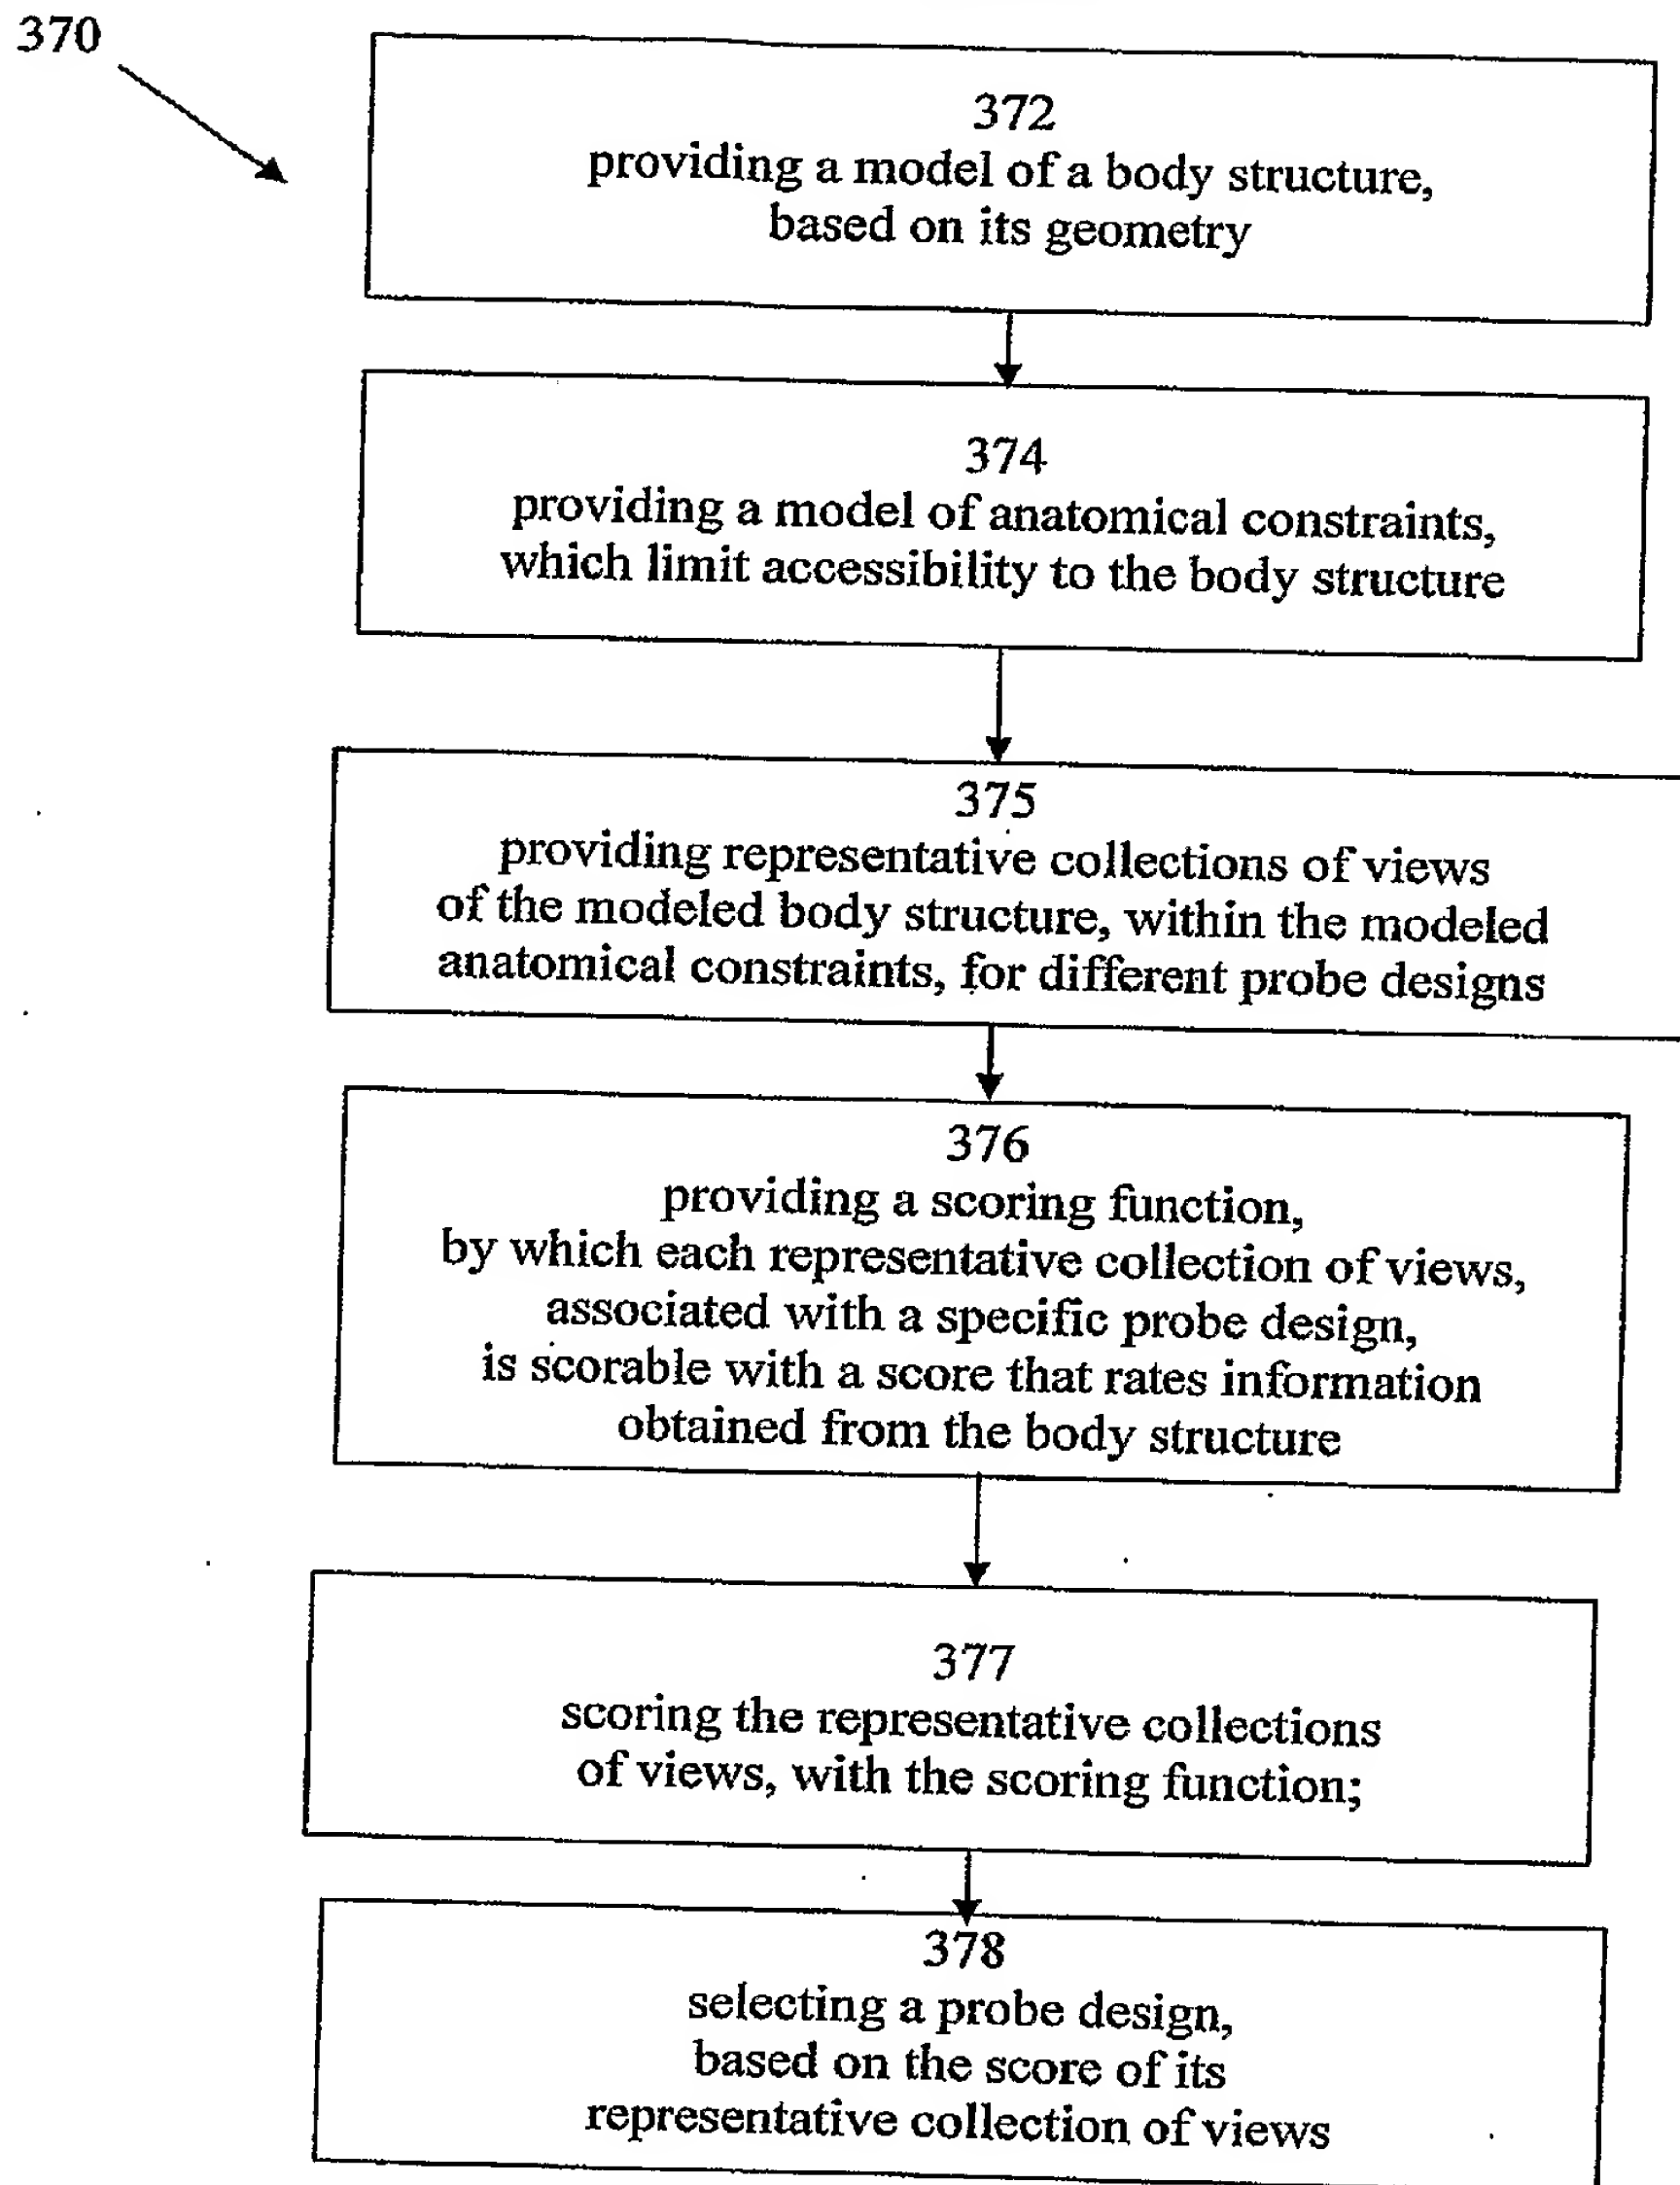 370
372
providing a model of a body structure,
based on its geometry
374
providing a model of anatomical constraints,
which limit accessibility to the body structure
375
providing representative collections of views
of the modeled body structure, within the modeled
anatomical constraints, for different probe designs
376
providing a scoring function,
by which each representative collection of views,
associated with a specific probe design,
is scorable with a score that rates information
obtained from the body structure
377
scoring the representative collections
of views, with the scoring function;
378
selecting a probe design,
based on the score of its
representative collection of views